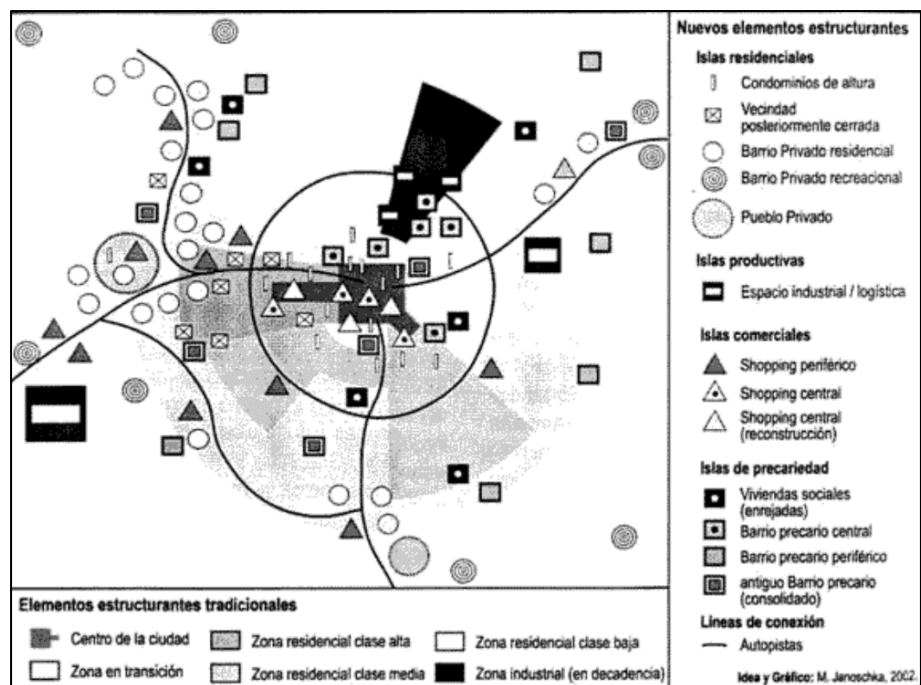 Nuevos elementos estructurantes
Islas residenciales
Condominios de altura
Vecindad
posteriormente cerrada
Barrio Privado residencial
Barrio Privado recreacional
Pueblo Privado
Islas productivas
Espacio industrial / logística
Islas comerciales
Shopping periférico
Shopping central
Shopping central
(reconstrucción)
Islas de precariedad
Viviendas sociales
(enrejadas)
Barrio precario central
Barrio precario periférico
antiguo Barrio precario
(consolidado)
Líneas de conexión
Autopistas
Idea y Gráfico: M. Janoschka, 2002.
Elementos estructurantes tradicionales
Centro de la ciudad
Zona residencial clase alta
Zona residencial clase baja
Zona en transición
Zona residencial clase media
Zona industrial (en decadencia)